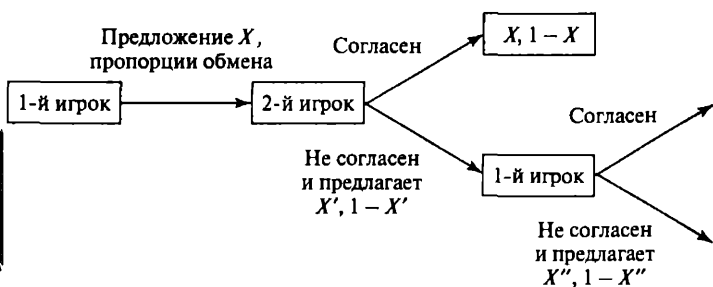 Предложение X,
пропорции обмена
Согласен
X, 1 – X
1-й игрок
2-й игрок
Согласен
Не согласен
и предлагает
X′, 1 – X′
1-й игрок
Не согласен
и предлагает
X″, 1 – X″